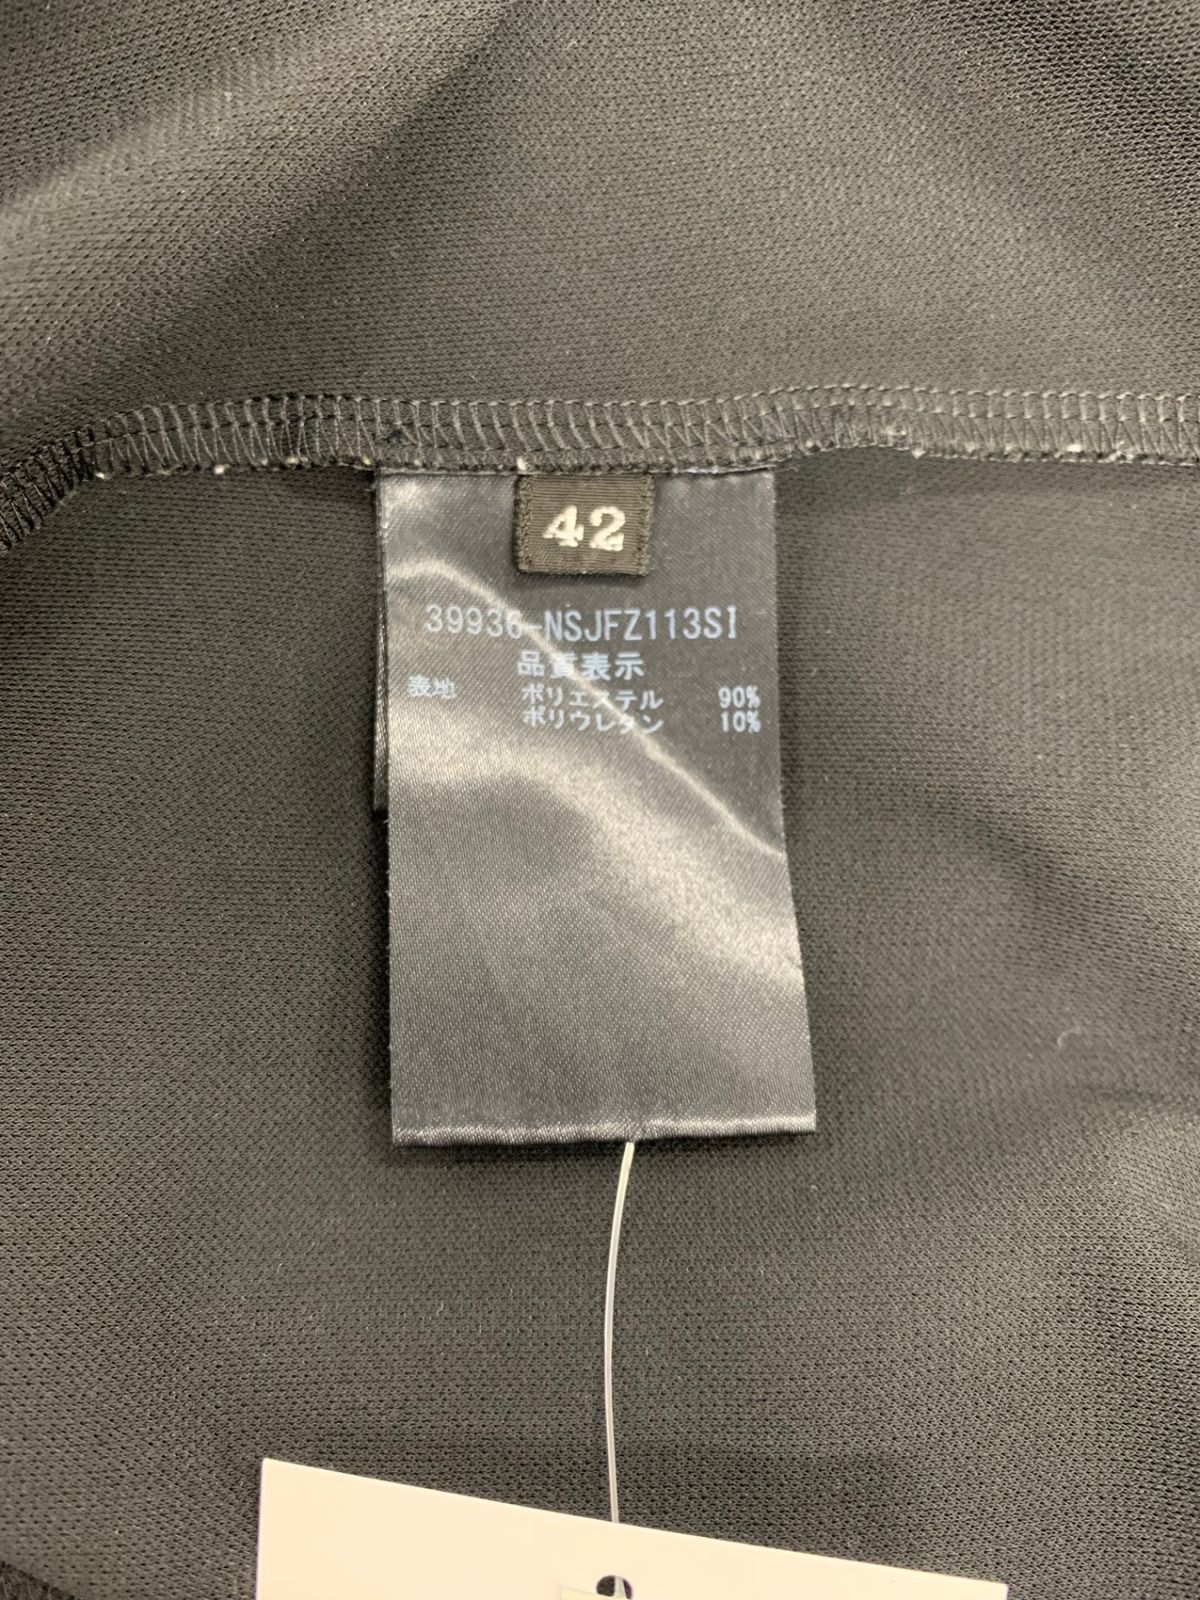 42
39936-NSJFZ113SI
品質表示
表地 ポリエステル 90%
ポリウレタン 10%